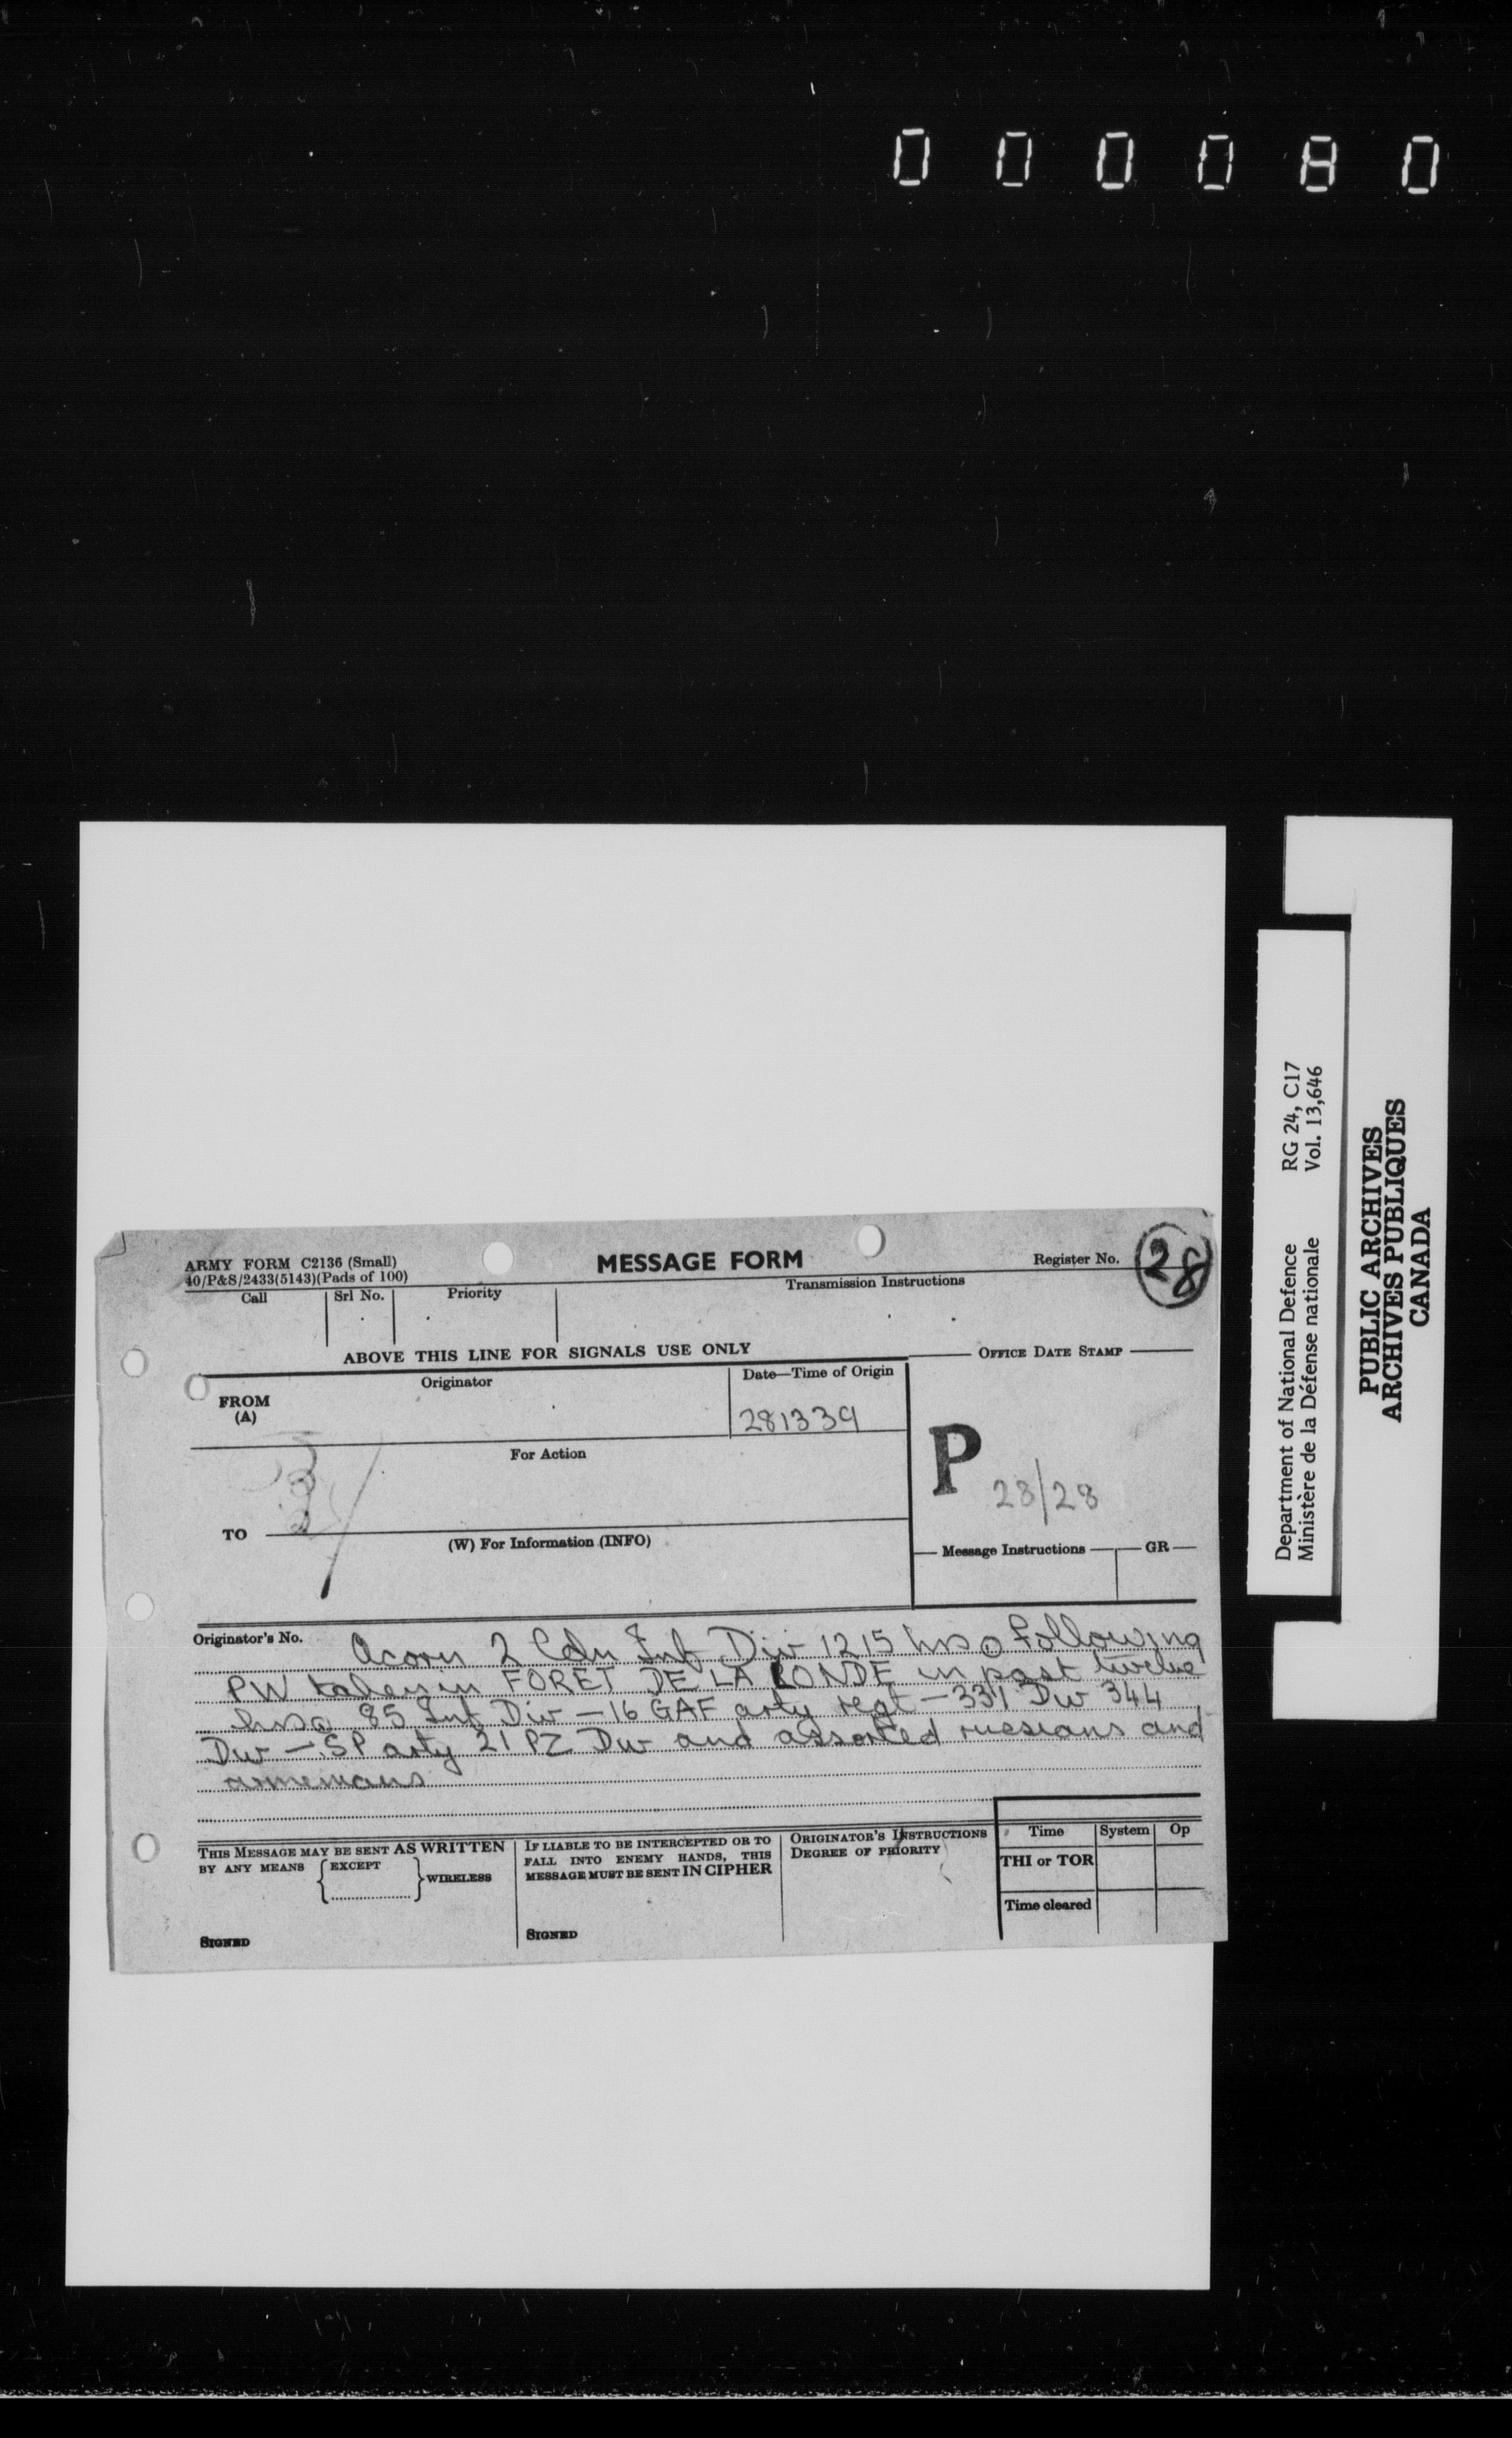 000080
ARMY FORM C2136 (Small)
40/P&S/2433(5143)(Pads of 100)
MESSAGE FORM
Register No.
28
Call
Srl No.
Priority
Transmission Instructions
ABOVE THIS LINE FOR SIGNALS USE ONLY
OFFICE DATE STAMP
FROM
(A)
Originator
Date—Time of Origin
281339
For Action
P
28/28
TO
(W) For Information (INFO)
Message Instructions
GR
Originator's No.
Acorn 2 Cdn Inf Div 1215 hrs o following
PW taken in FORET DE LA LONDE in past twelve
hrs o 85 Inf Div - 16 GAF arty regt - 331 Div 344
Div - SP arty 21 PZ Div and assorted russians and
armenians
THIS MESSAGE MAY BE SENT AS WRITTEN
BY ANY MEANS { EXCEPT } WIRELESS
SIGNED
IF LIABLE TO BE INTERCEPTED OR TO
FALL INTO ENEMY HANDS, THIS
MESSAGE MUST BE SENT IN CIPHER
SIGNED
ORIGINATOR'S INSTRUCTIONS
DEGREE OF PRIORITY
Time
System
Op
THI or TOR
Time cleared
Department of National Defence
Ministère de la Défense nationale
RG 24, C17
Vol. 13,646
PUBLIC ARCHIVES
ARCHIVES PUBLIQUES
CANADA